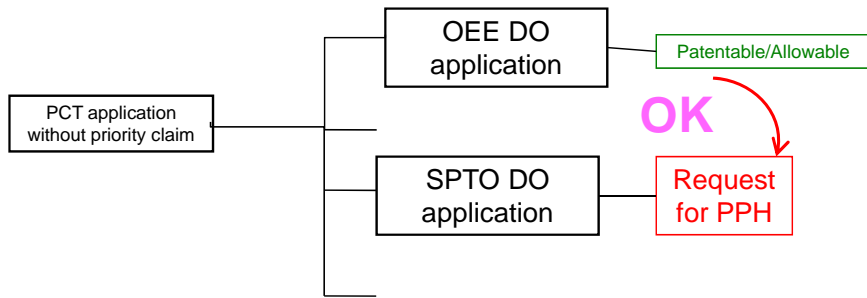 OEE DO
application
Patentable/Allowable
PCT application
without priority claim
OK
SPTO DO
application
Request
for PPH